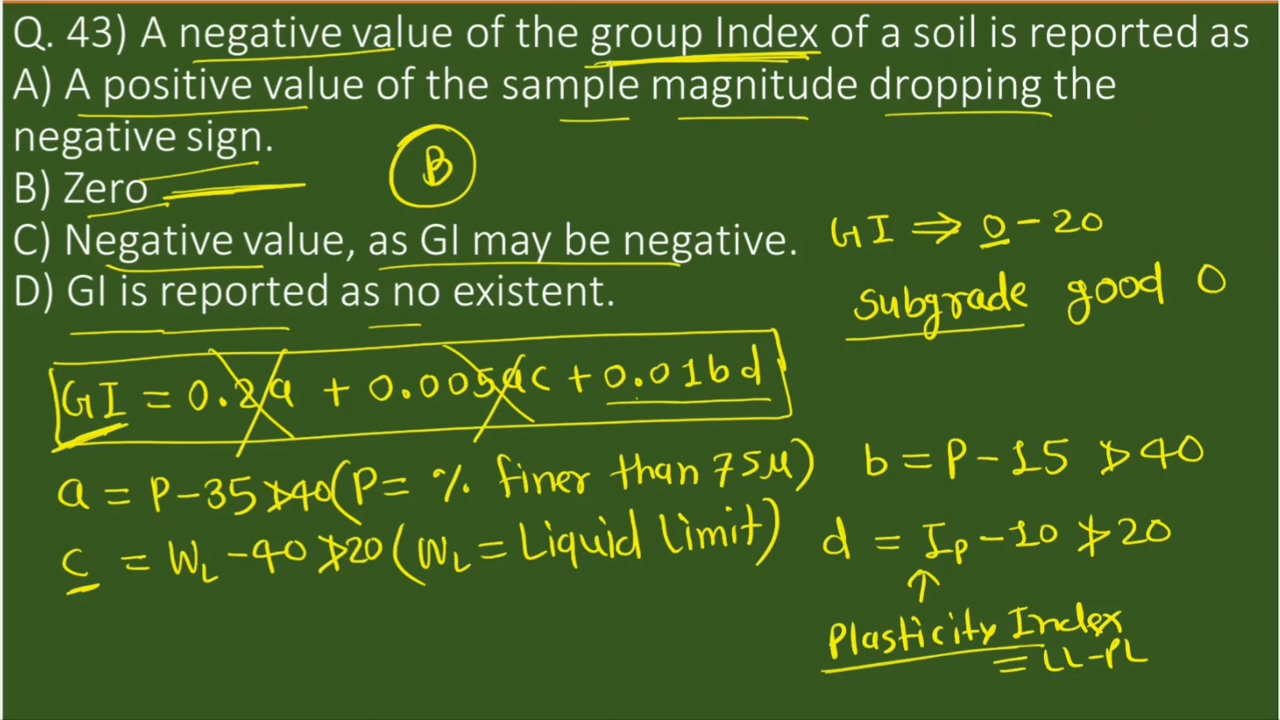 Q. 43) A negative value of the group Index of a soil is reported as
A) A positive value of the sample magnitude dropping the
negative sign.
B) Zero
B
C) Negative value, as GI may be negative.
GI ⇒ 0 - 20
D) GI is reported as no existent.
Subgrade good 0
GI = 0.2a + 0.005ac + 0.01bd
a = P - 35 ≯ 40 (P = % finer than 75μ)
b = P - 15 ≯ 40
c = WL - 40 ≯ 20 (WL = Liquid limit)
d = Ip - 10 ≯ 20
↑
Plasticity Index
= LL - PL